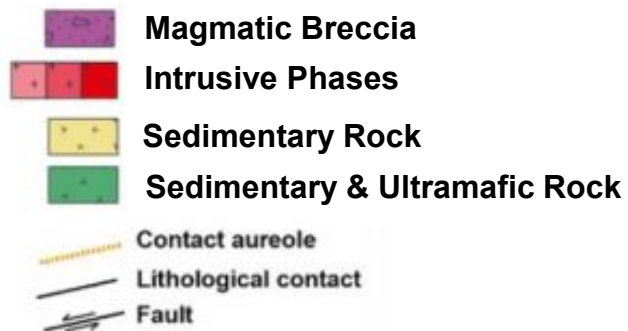 Magmatic Breccia
Intrusive Phases
Sedimentary Rock
Sedimentary & Ultramafic Rock
Contact aureole
Lithological contact
Fault